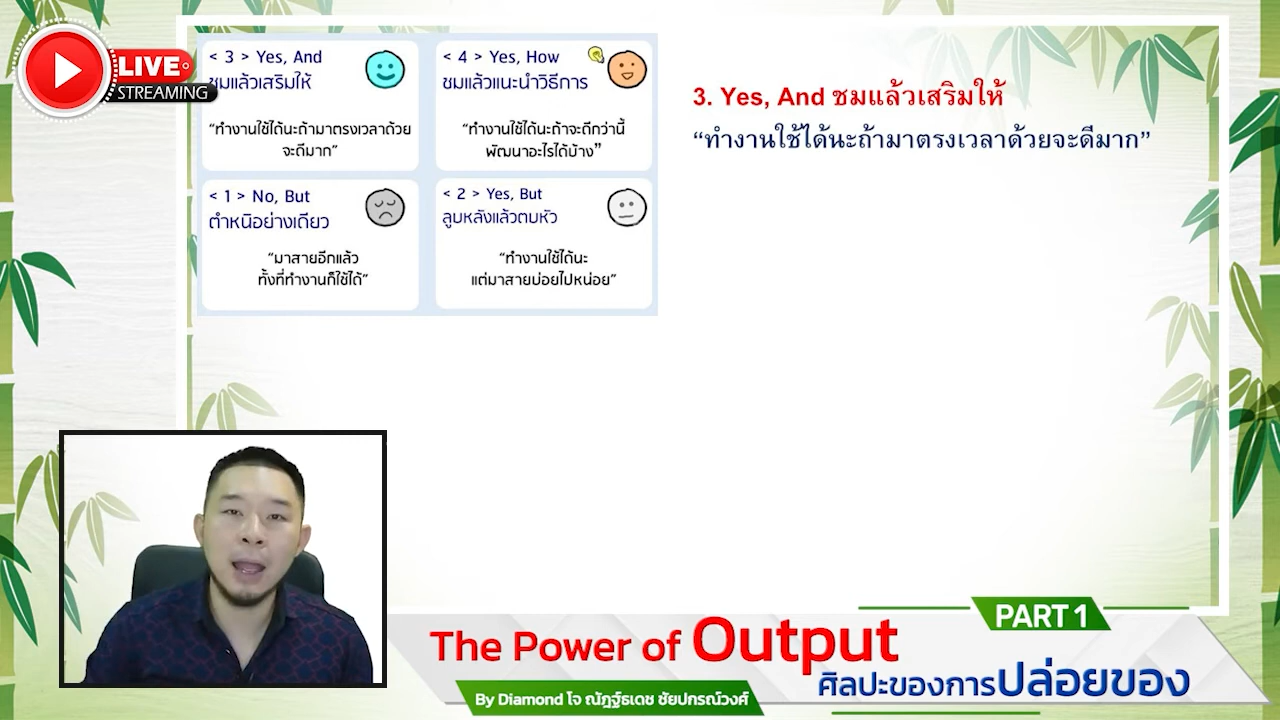 LIVE
STREAMING
< 3 > Yes, And
ชมแล้วเสริมให้
“ทำงานใช้ได้นะถ้ามาตรงเวลาด้วย
จะดีมาก”
< 4 > Yes, How
ชมแล้วแนะนำวิธีการ
“ทำงานใช้ได้นะถ้าจะดีกว่านี้
พัฒนาอะไรได้บ้าง”
< 1 > No, But
ตำหนิอย่างเดียว
“มาสายอีกแล้ว
ทั้งที่ทำงานก็ใช้ได้”
< 2 > Yes, But
ลูบหลังแล้วตบหัว
“ทำงานใช้ได้นะ
แต่มาสายบ่อยไปหน่อย”
3. Yes, And ชมแล้วเสริมให้
“ทำงานใช้ได้นะถ้ามาตรงเวลาด้วยจะดีมาก”
PART 1
The Power of Output
ศิลปะของการปล่อยของ
By Diamond โจ ณัฏฐ์ธเดช ชัยปกรณ์วงศ์